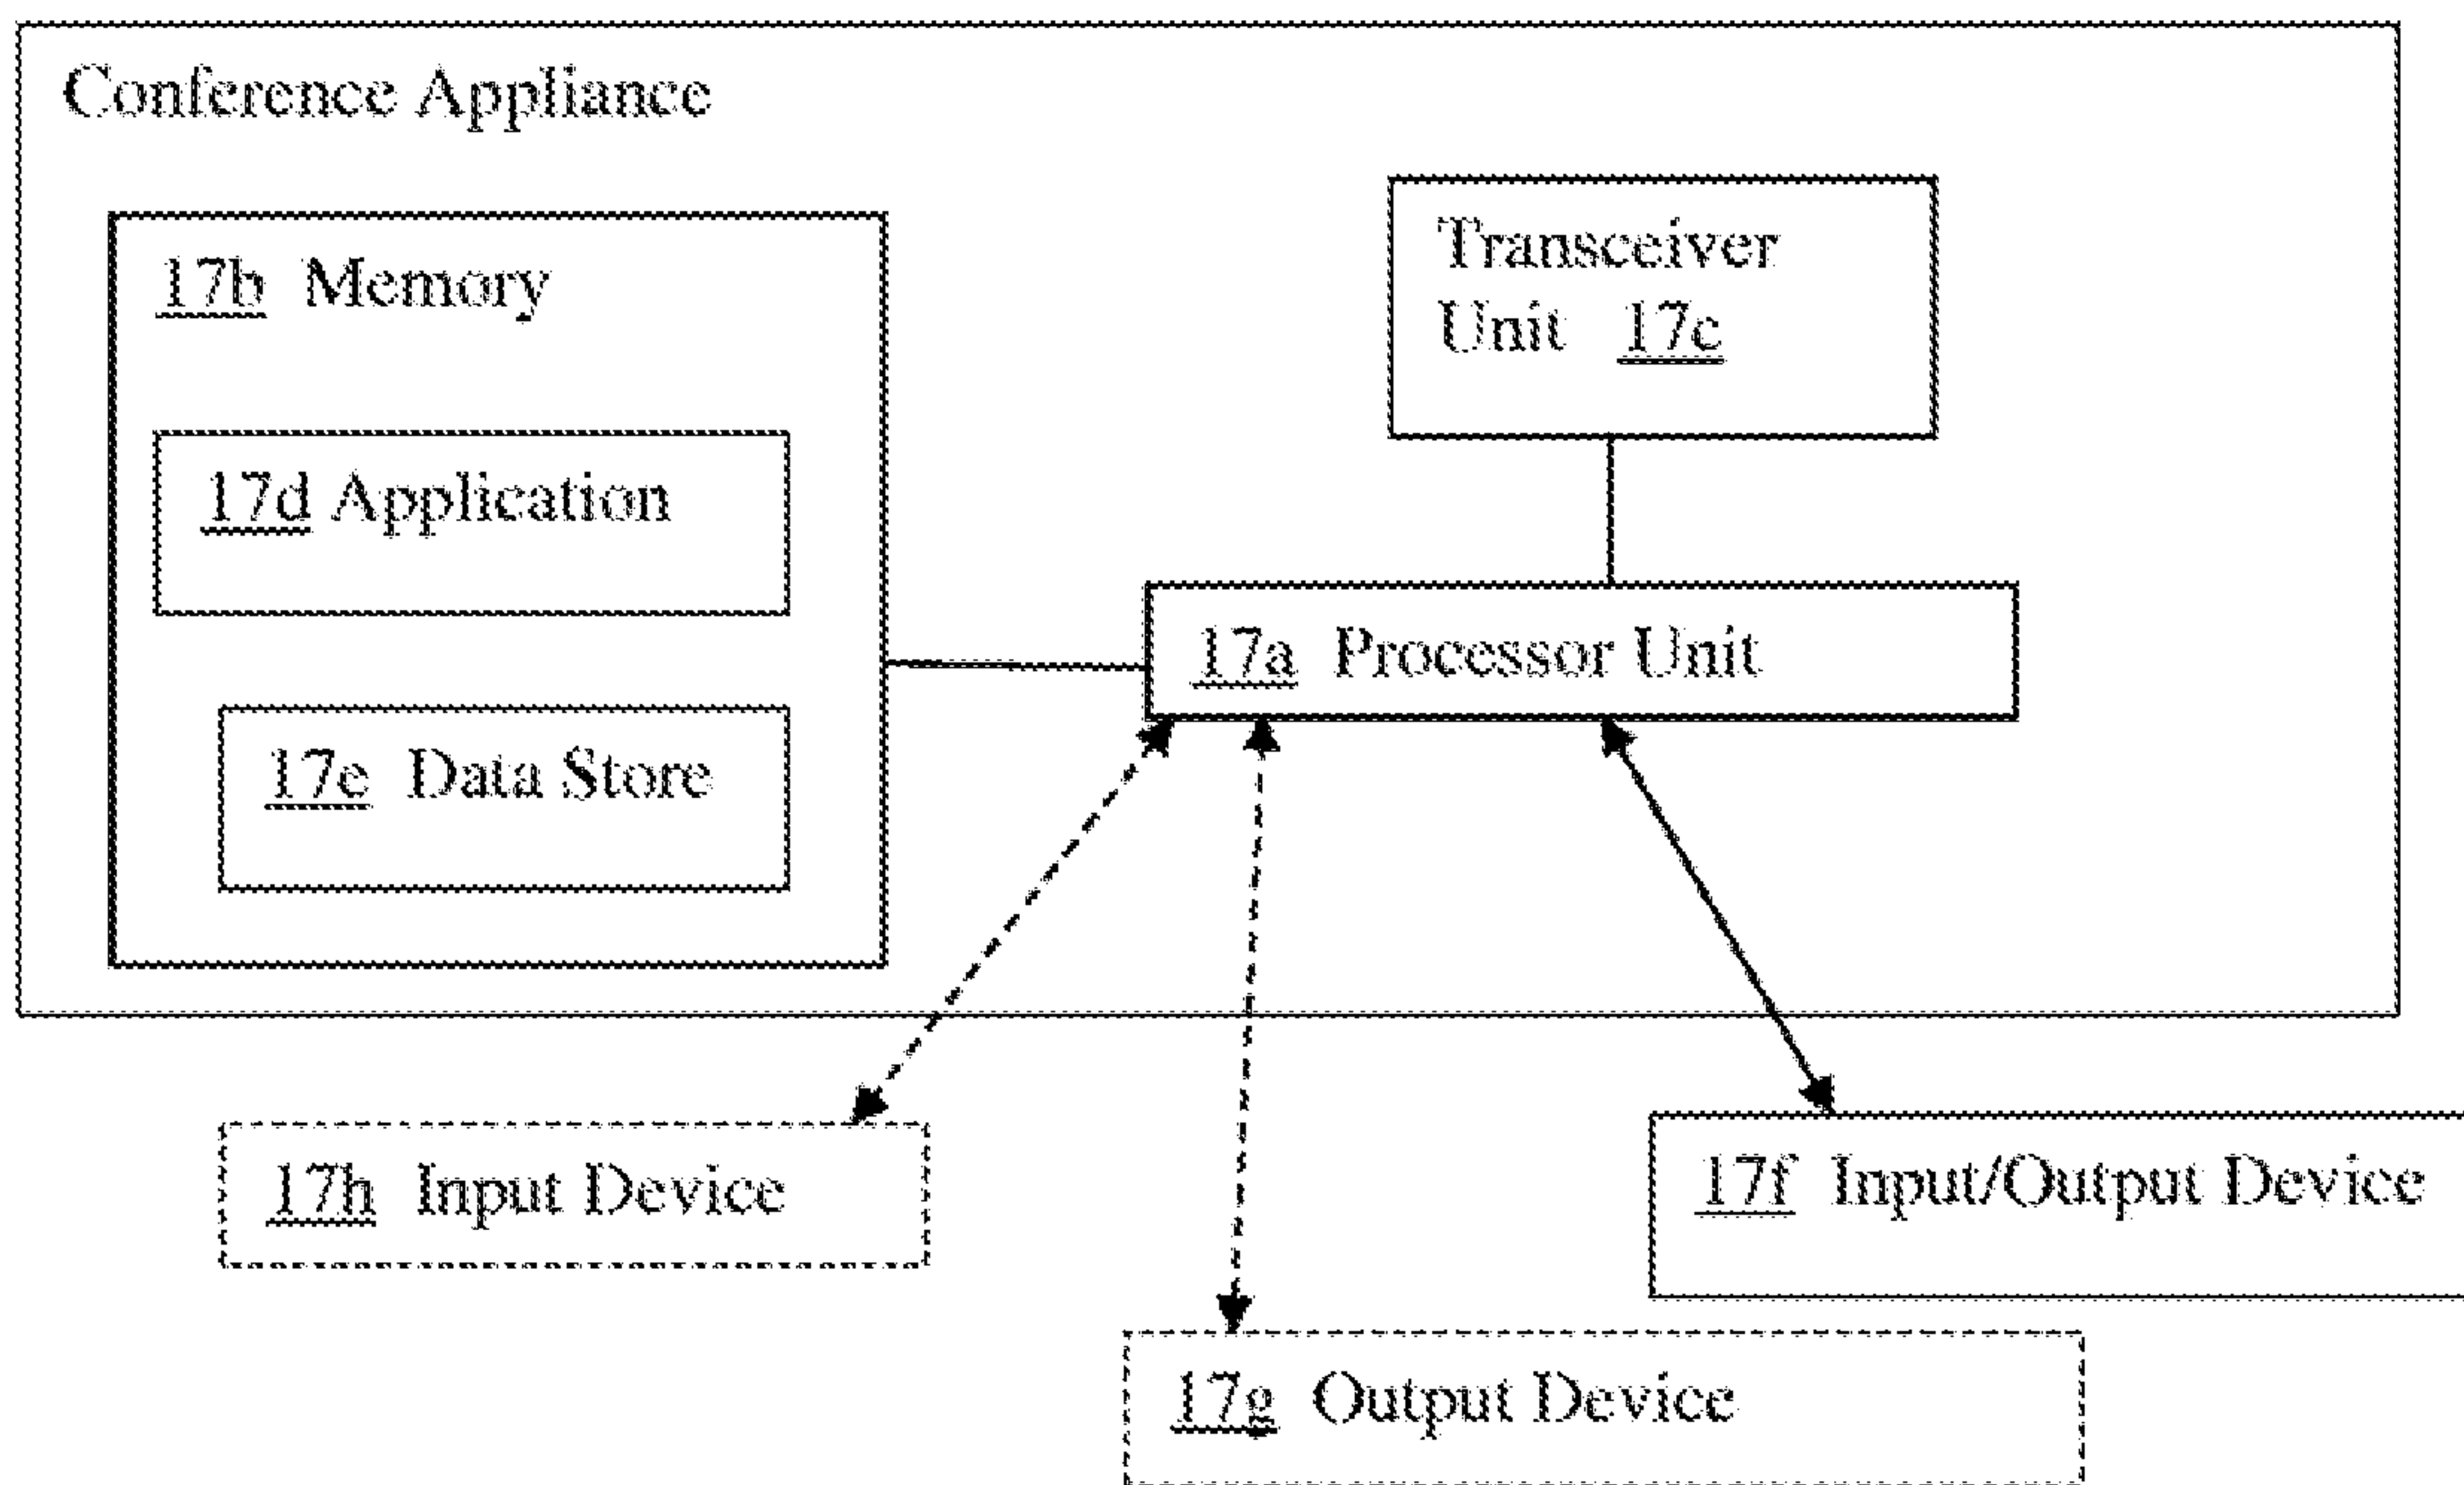 Conference Appliance
17b Memory
Transceiver
Unit 17c
17d Application
17a Processor Unit
17e Data Store
17h Input Device
17f Input/Output Device
17g Output Device